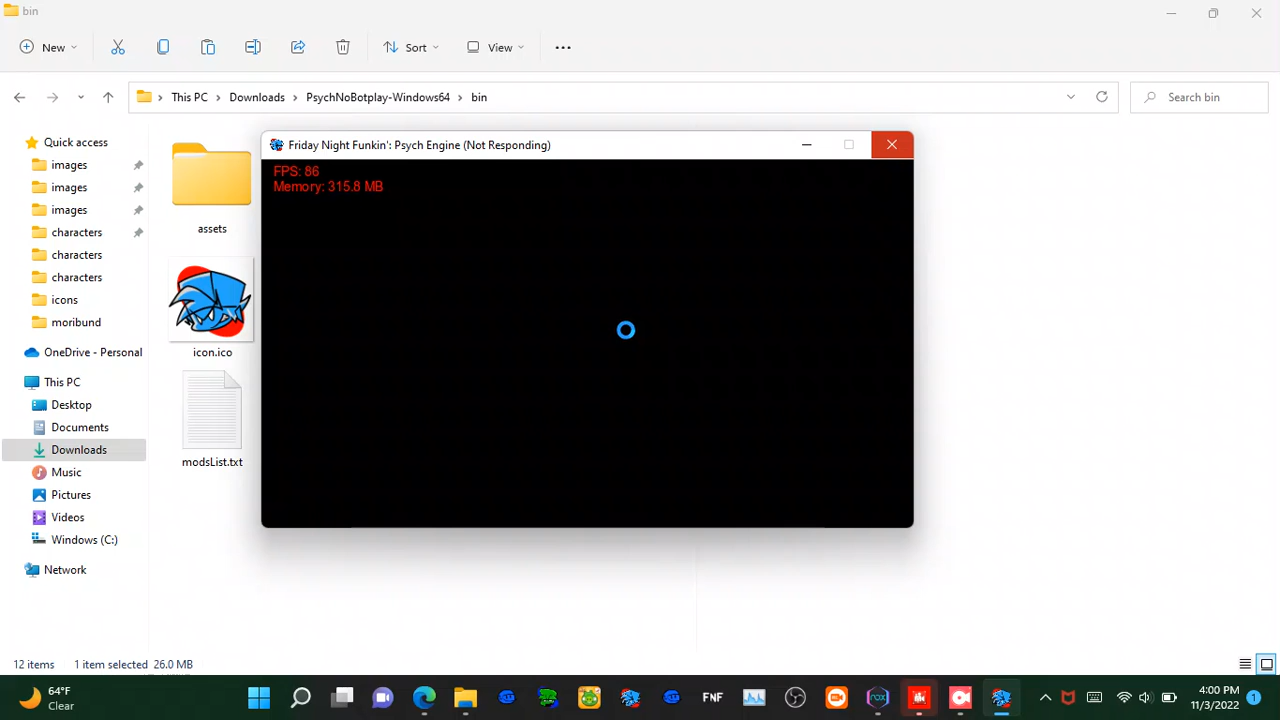 bin
New
Sort
View
This PC > Downloads > PsychNoBotplay-Windows64 > bin
Search bin
Quick access
images
images
images
characters
characters
characters
icons
moribund
OneDrive - Personal
This PC
Desktop
Documents
Downloads
Music
Pictures
Videos
Windows (C:)
Network
assets
icon.ico
modsList.txt
Friday Night Funkin': Psych Engine (Not Responding)
FPS: 86
Memory: 315.8 MB
12 items 1 item selected 26.0 MB
64°F
Clear
FNF
nox
4:00 PM
11/3/2022
1